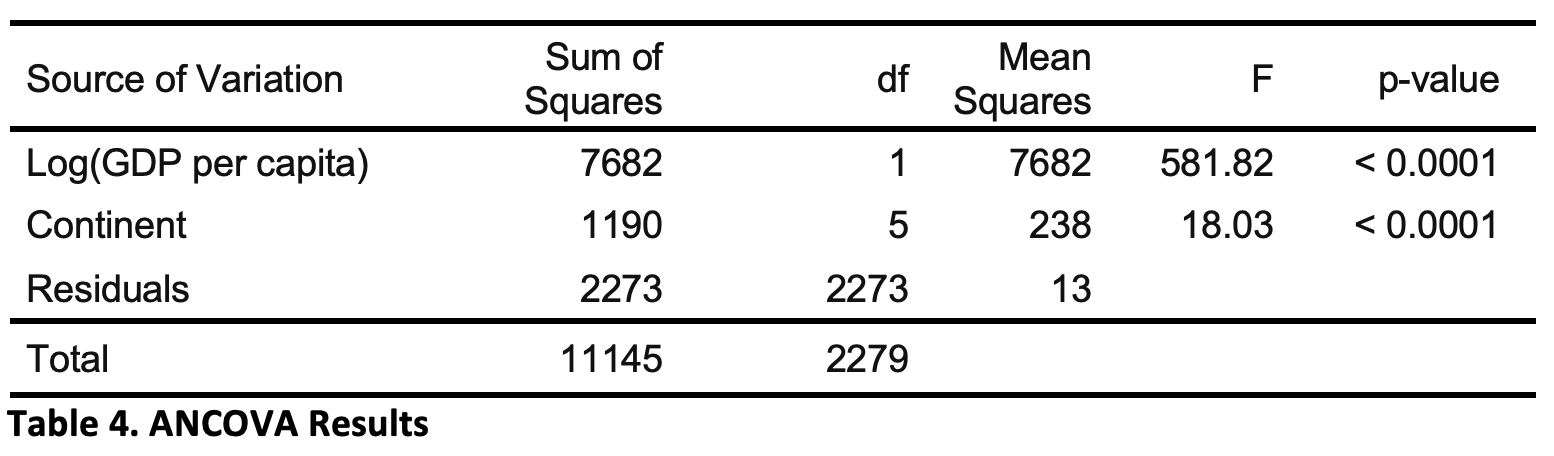 Source of Variation Sum of Squares df Mean Squares F p-value
Log(GDP per capita) 7682 1 7682 581.82 < 0.0001
Continent 1190 5 238 18.03 < 0.0001
Residuals 2273 2273 13
Total 11145 2279
Table 4. ANCOVA Results